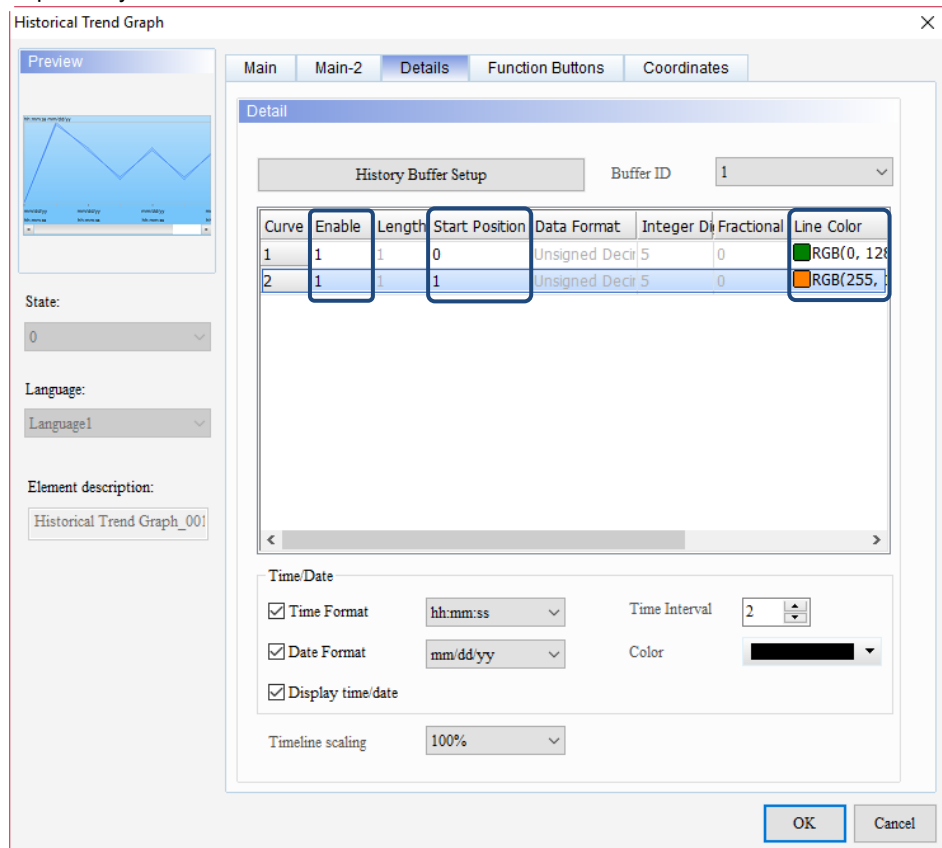 Historical Trend Graph
Preview
Main Main-2 Details Function Buttons Coordinates
Detail
History Buffer Setup Buffer ID 1
Curve Enable Length Start Position Data Format Integer Di Fractional Line Color
1 1 1 0 Unsigned Decir 5 0 RGB(0, 128
2 1 1 1 Unsigned Decir 5 0 RGB(255,
State:
0
Language:
Language1
Element description:
Historical Trend Graph_001
Time/Date
Time Format hh:mm:ss Time Interval 2
Date Format mm/dd/yy Color
Display time/date
Timeline scaling 100%
OK Cancel